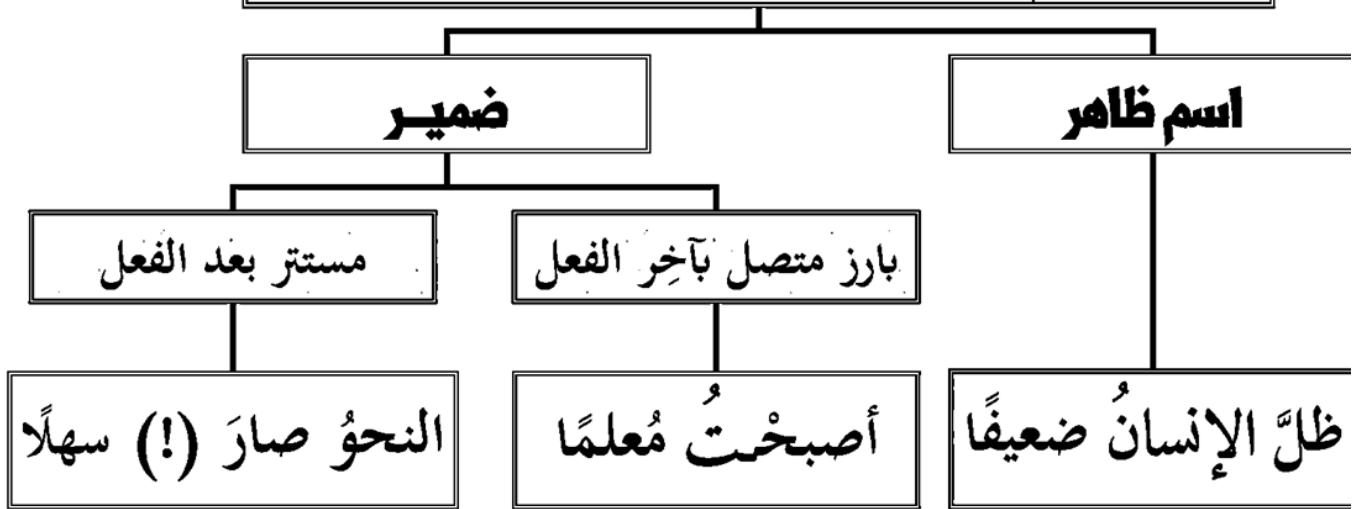 اسم ظاهر
ضميـر
بارز متصل بآخِر الفعل
مستتر بعد الفعل
ظلَّ الإنسانُ ضعيفًا
أصبحْـتُ مُعلمًا
النحوُ صارَ (!) سهلًا